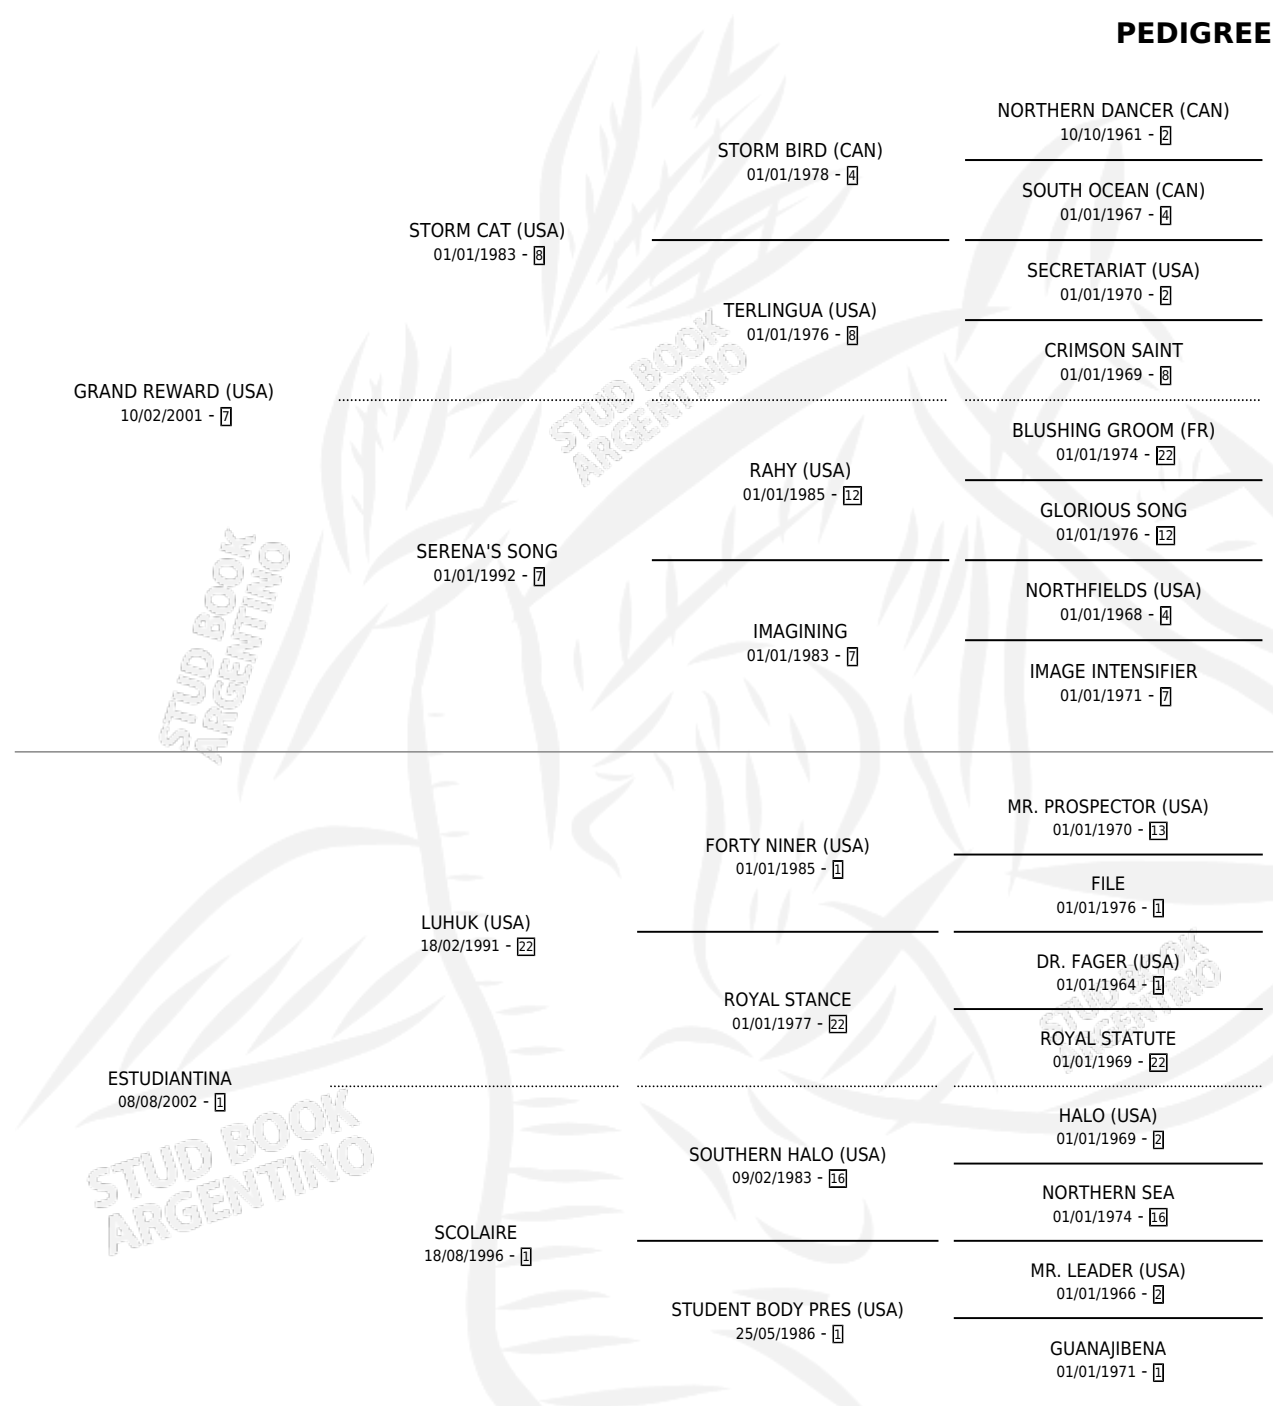 PEDIGREE
NORTHERN DANCER (CAN)
10/10/1961 - 2
STORM BIRD (CAN)
01/01/1978 - 4
SOUTH OCEAN (CAN)
01/01/1967 - 4
STORM CAT (USA)
01/01/1983 - 8
SECRETARIAT (USA)
01/01/1970 - 2
TERLINGUA (USA)
01/01/1976 - 8
CRIMSON SAINT
01/01/1969 - 8
GRAND REWARD (USA)
10/02/2001 - 7
BLUSHING GROOM (FR)
01/01/1974 - 22
RAHY (USA)
01/01/1985 - 12
GLORIOUS SONG
01/01/1976 - 12
SERENA'S SONG
01/01/1992 - 7
NORTHFIELDS (USA)
01/01/1968 - 4
IMAGINING
01/01/1983 - 7
IMAGE INTENSIFIER
01/01/1971 - 7
MR. PROSPECTOR (USA)
01/01/1970 - 13
FORTY NINER (USA)
01/01/1985 - 1
FILE
01/01/1976 - 1
LUHUK (USA)
18/02/1991 - 22
DR. FAGER (USA)
01/01/1964 - 1
ROYAL STANCE
01/01/1977 - 22
ROYAL STATUTE
01/01/1969 - 22
ESTUDIANTINA
08/08/2002 - 1
HALO (USA)
01/01/1969 - 2
SOUTHERN HALO (USA)
09/02/1983 - 16
NORTHERN SEA
01/01/1974 - 16
SCOLAIRE
18/08/1996 - 1
MR. LEADER (USA)
01/01/1966 - 2
STUDENT BODY PRES (USA)
25/05/1986 - 1
GUANAJIBENA
01/01/1971 - 1
STUD BOOK
ARGENTINO
STUD BOOK
ARGENTINO
STUD BOOK
ARGENTINO
STUD BOOK
ARGENTINO